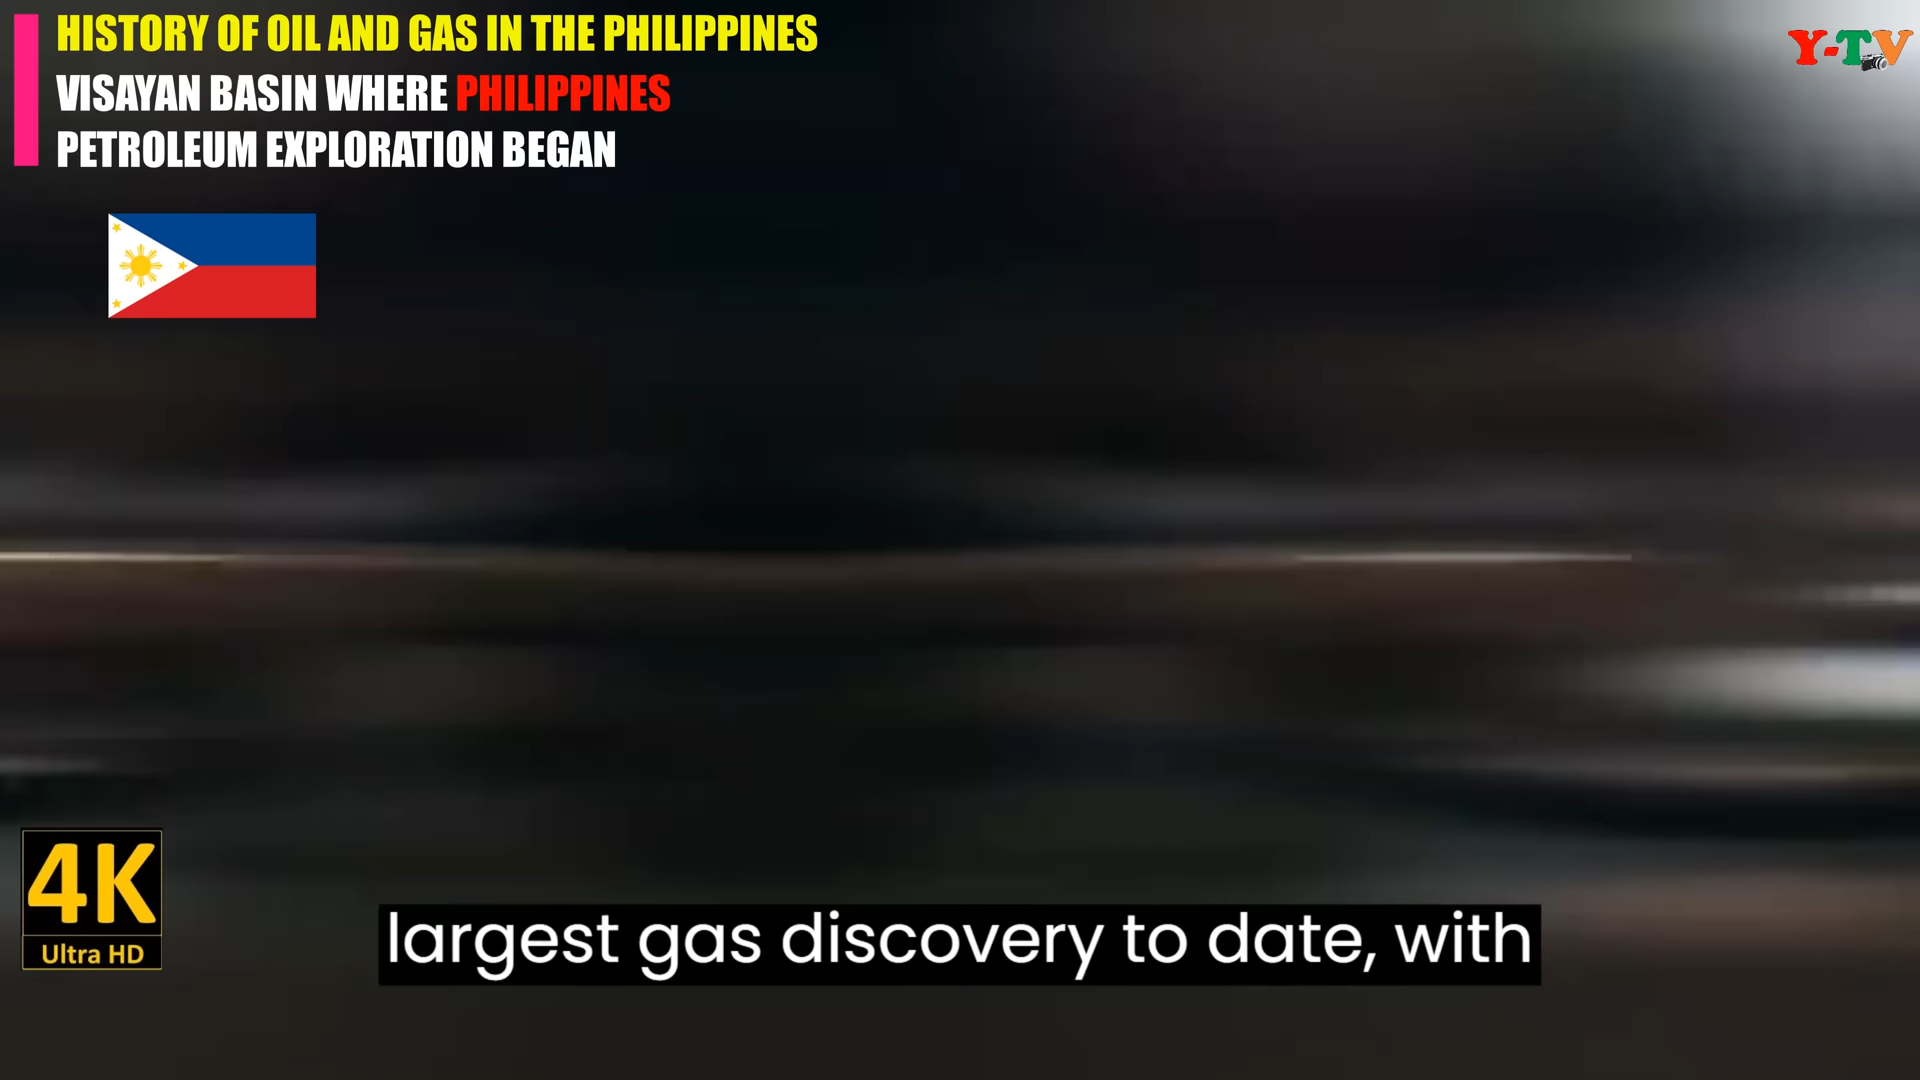 HISTORY OF OIL AND GAS IN THE PHILIPPINES
VISAYAN BASIN WHERE PHILIPPINES
PETROLEUM EXPLORATION BEGAN
Y-TV
4K
Ultra HD
largest gas discovery to date, with